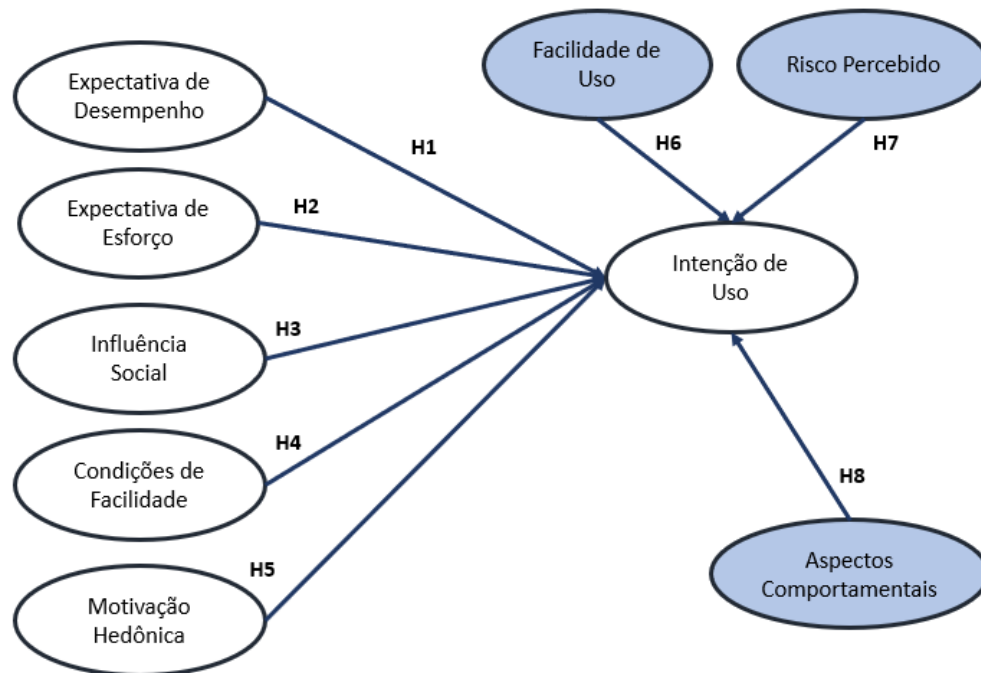 Expectativa de
Desempenho
H1
Expectativa de
Esforço
H2
Influência
Social
H3
Condições de
Facilidade
H4
Motivação
Hedônica
H5
Facilidade de
Uso
H6
Risco Percebido
H7
Intenção de
Uso
H8
Aspectos
Comportamentais